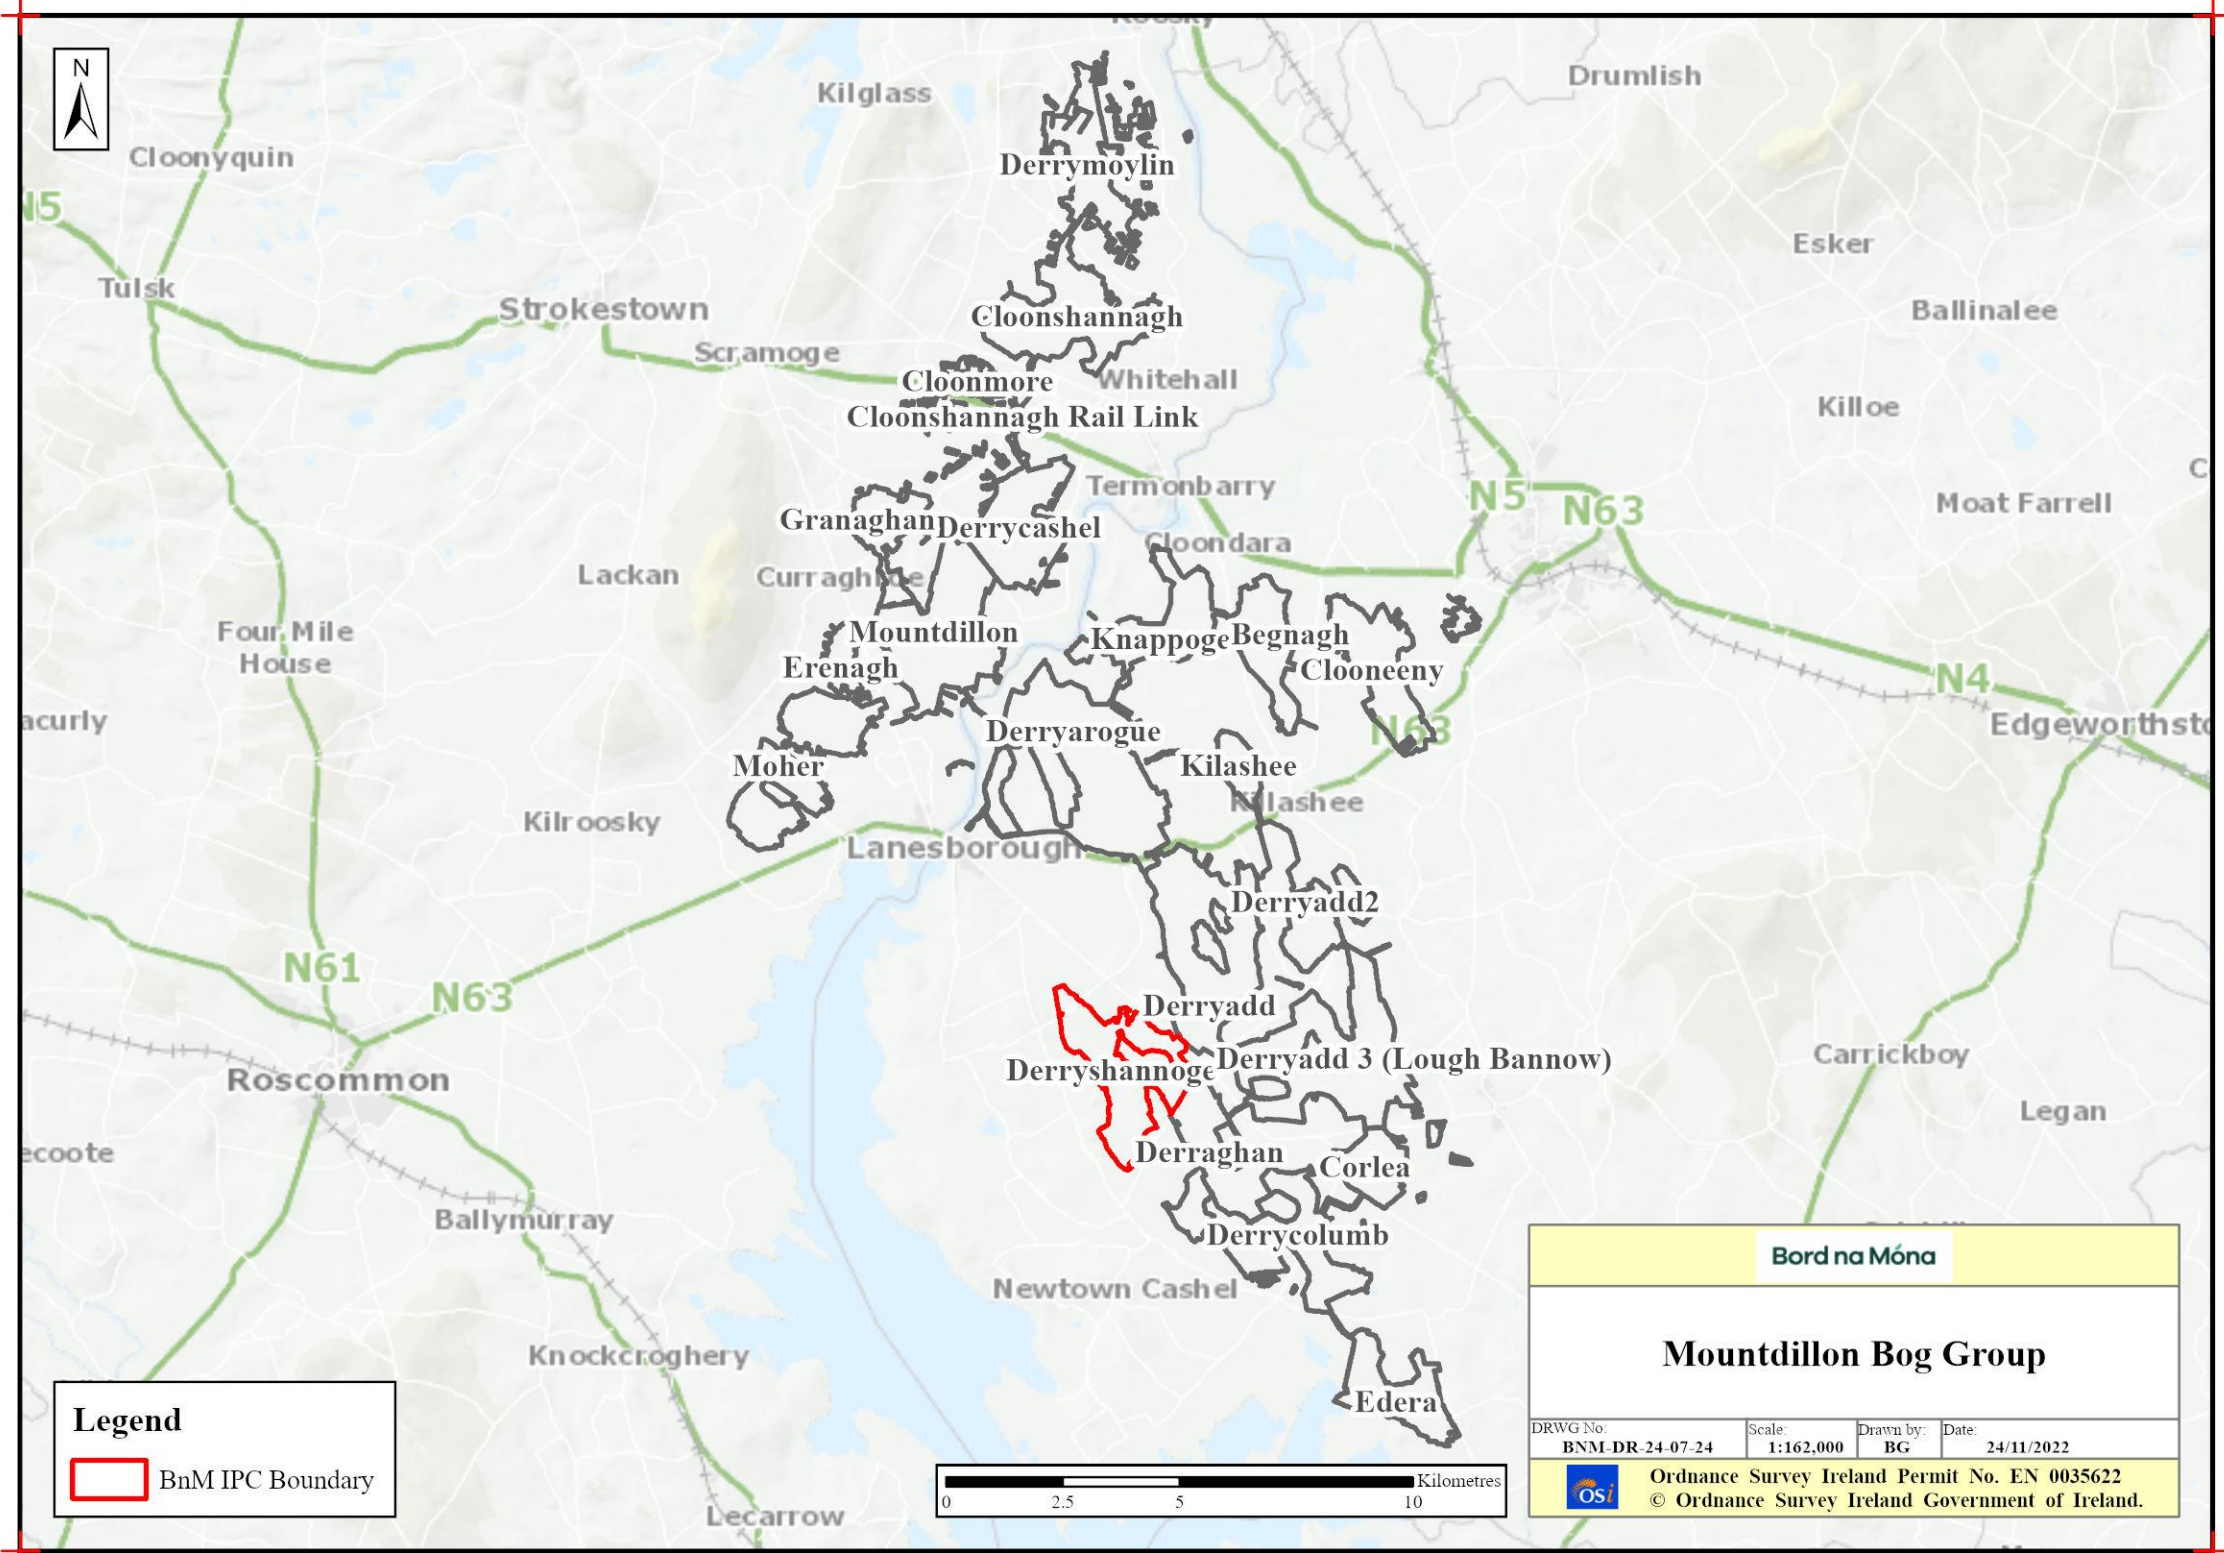 Roosky
N
Drumlish
Kilglass
Cloonyquin
Derrymoylin
N5
Esker
Tulsk
Strokestown
Ballinalee
Cloonshannagh
Scramoge
Cloonmore
Whitehall
Killoe
Cloonshannagh Rail Link
C
Termonbarry
N5
N63
Moat Farrell
Granaghan
Derrycashel
Cloondara
Lackan
Curraghroe
Four Mile
House
Mountdillon
Knappoge
Begnagh
Erenagh
Clooneeny
N4
acurly
Derryarogue
N63
Edgeworthsto
Moher
Kilashee
Killashee
Kilroosky
Lanesborough
Derryadd2
N61
N63
Derryadd
Derryshannoge
Derryadd 3 (Lough Bannow)
Carrickboy
Roscommon
Legan
ecoote
Derraghan
Corlea
Ballymurray
Derrycolumb
Newtown Cashel
Knockcroghery
Edera
Lecarrow
Legend
BnM IPC Boundary
Kilometres
0 2.5 5 10
Bord na Móna
Mountdillon Bog Group
DRWG No: Scale: Drawn by: Date:
BNM-DR-24-07-24 1:162,000 BG 24/11/2022
OSi
Ordnance Survey Ireland Permit No. EN 0035622
© Ordnance Survey Ireland Government of Ireland.